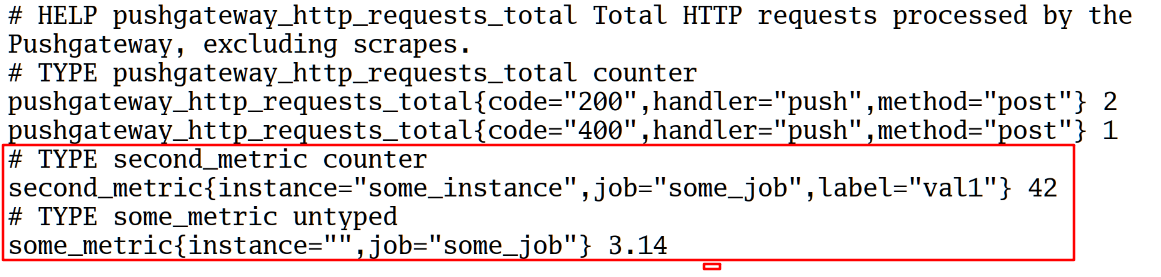 # HELP pushgateway_http_requests_total Total HTTP requests processed by the
Pushgateway, excluding scrapes.
# TYPE pushgateway_http_requests_total counter
pushgateway_http_requests_total{code="200",handler="push",method="post"} 2
pushgateway_http_requests_total{code="400",handler="push",method="post"} 1
# TYPE second_metric counter
second_metric{instance="some_instance",job="some_job",label="val1"} 42
# TYPE some_metric untyped
some_metric{instance="",job="some_job"} 3.14